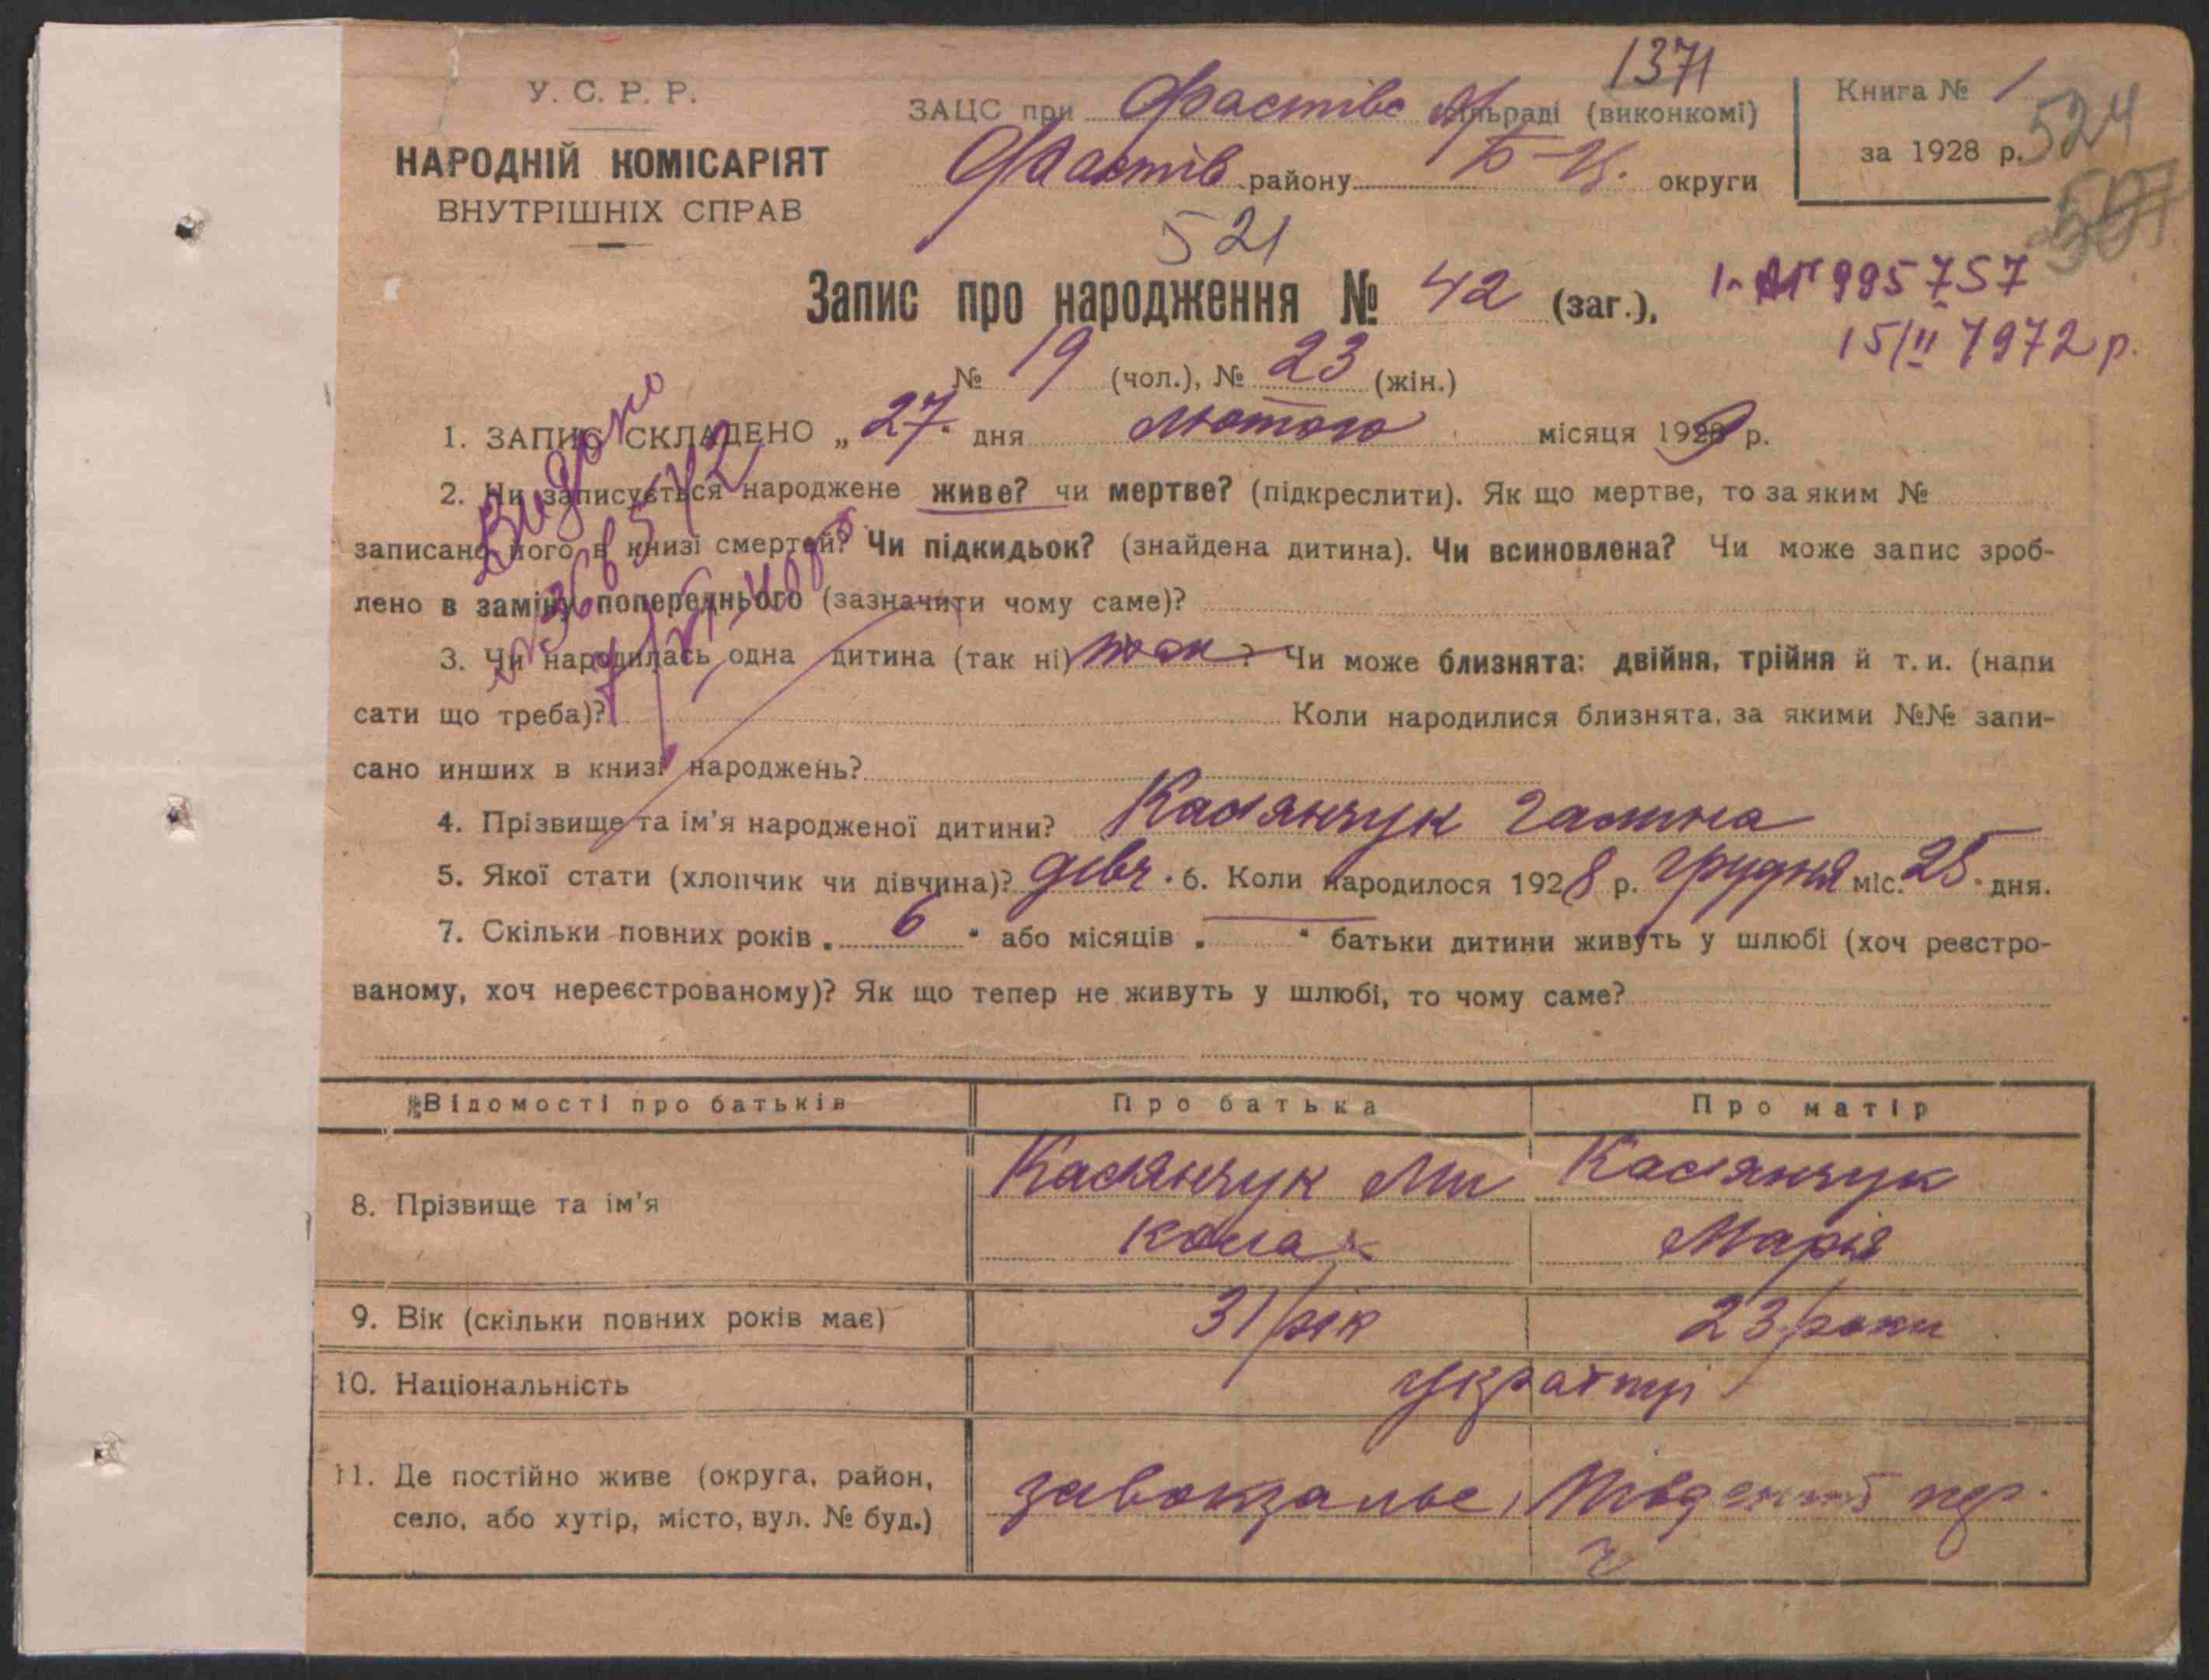 1371
У. С. Р. Р.
НАРОДНІЙ КОМІСАРІЯТ
ВНУТРІШНІХ СПРАВ
ЗАЦС при Фастівс сільраді (виконкомі)
Фастів району Б-Ц. округи
Книга № 1
за 1928 р.
524
507
521
Запис про народження № 42 (заг.),
995757
15/II 1972 р.
№ 19 (чол.), № 23 (жін.)
Видано
1. ЗАПИС СКЛАДЕНО „ 27. дня лютого місяця 1929 р.
2. Чи записується народжене живе? чи мертве? (підкреслити). Як що мертве, то за яким №
записано його в книзі смертей? Чи підкидьок? (знайдена дитина). Чи всиновлена? Чи може запис зроб-
лено в заміну попереднього (зазначити чому саме)?
3. Чи народилась одна дитина (так ні) так ? Чи може близнята: двійня, трійня й т. и. (напи
сати що треба)? Коли народилися близнята, за якими №№ запи-
сано инших в книзі народжень?
4. Прізвище та ім'я народженої дитини? Касянчук Галина
5. Якої стати (хлопчик чи дівчина)? дівч. 6. Коли народилося 1928 р. грудня міс. 25. дня.
7. Скільки повних років „ 6 " або місяців „ — " батьки дитини живуть у шлюбі (хоч реєстро-
ваному, хоч нереєстрованому)? Як що тепер не живуть у шлюбі, то чому саме?
Відомості про батьків Про батька Про матір
8. Прізвище та ім'я Касянчук Ми кола Касянчук Марія
9. Вік (скільки повних років має) 31/рік 23/роки
10. Національність українці
11. Де постійно живе (округа, район,
село, або хутір, місто, вул. № буд.)
завокзалье, Південний пер.